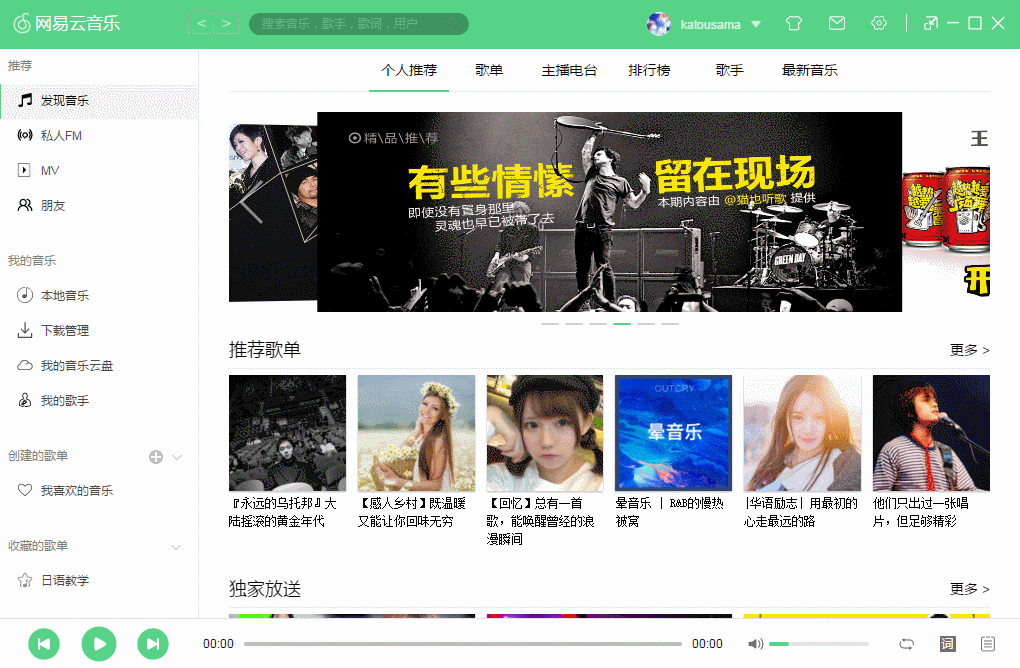 网易云音乐
< >
搜索音乐，歌手，歌词，用户
katousama
推荐
发现音乐
私人FM
MV
朋友
我的音乐
本地音乐
下载管理
我的音乐云盘
我的歌手
创建的歌单
我喜欢的音乐
收藏的歌单
日语教学
个人推荐 歌单 主播电台 排行榜 歌手 最新音乐
精\品\推\荐
有些情愫 留在现场
即使没有置身那里
灵魂也早已被带了去
本期内容由 @猫也听歌 提供
GREEN DAY
王
开
推荐歌单
更多 >
OUTCRY
晕音乐
『永远的乌托邦』大
陆摇滚的黄金年代
【感人乡村】既温暖
又能让你回味无穷
【回忆】总有一首
歌，能唤醒曾经的浪
漫瞬间
晕音乐 | R&B的慢热
被窝
|华语励志| 用最初的
心走最远的路
他们只出过一张唱
片，但足够精彩
独家放送
更多 >
00:00
00:00
词